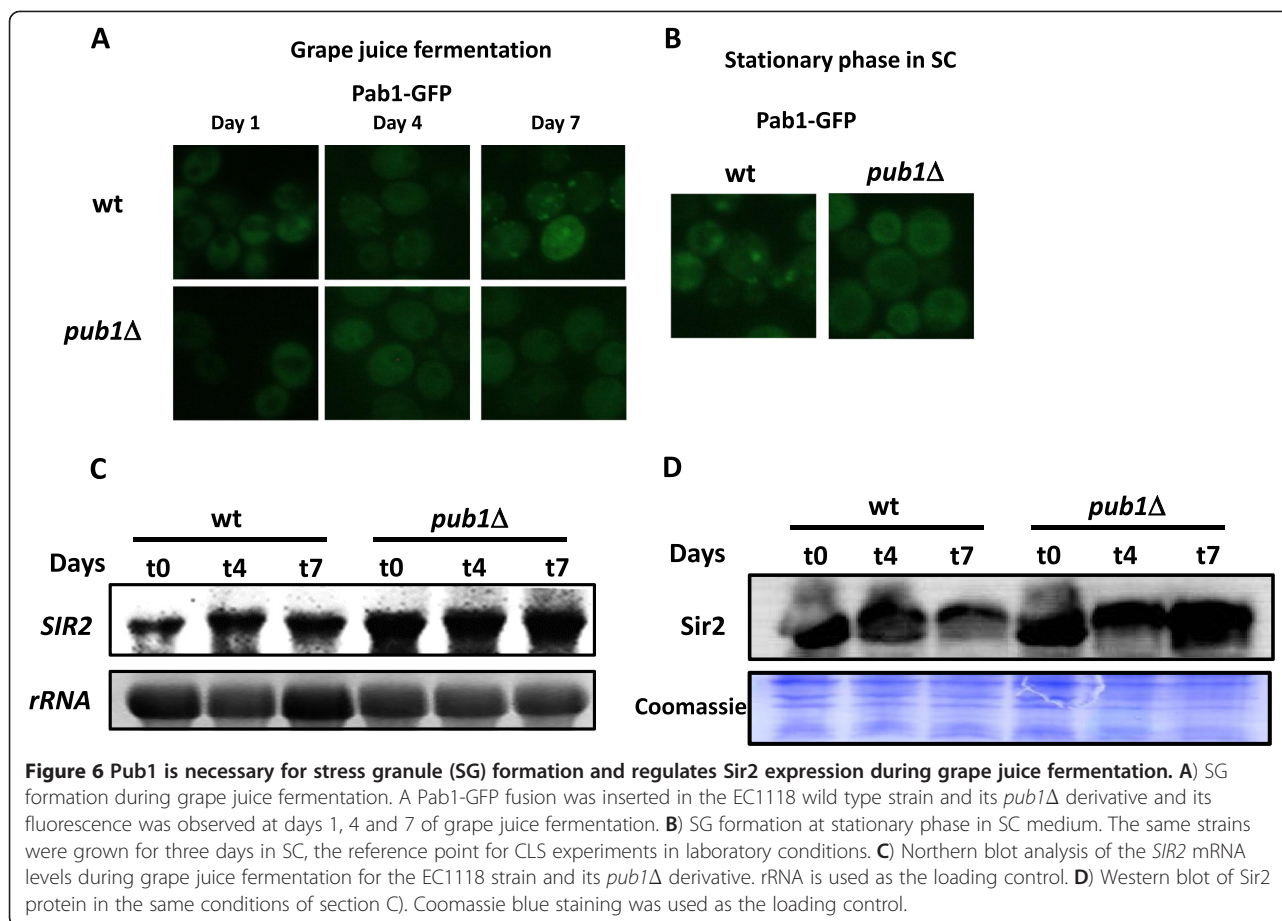 A
Grape juice fermentation
Pab1-GFP
Day 1 Day 4 Day 7
wt
pub1Δ
B
Stationary phase in SC
Pab1-GFP
wt pub1Δ
C
wt pub1Δ
Days t0 t4 t7 t0 t4 t7
SIR2
rRNA
D
wt pub1Δ
Days t0 t4 t7 t0 t4 t7
Sir2
Coomassie
Figure 6 Pub1 is necessary for stress granule (SG) formation and regulates Sir2 expression during grape juice fermentation. A) SG
formation during grape juice fermentation. A Pab1-GFP fusion was inserted in the EC1118 wild type strain and its pub1Δ derivative and its
fluorescence was observed at days 1, 4 and 7 of grape juice fermentation. B) SG formation at stationary phase in SC medium. The same strains
were grown for three days in SC, the reference point for CLS experiments in laboratory conditions. C) Northern blot analysis of the SIR2 mRNA
levels during grape juice fermentation for the EC1118 strain and its pub1Δ derivative. rRNA is used as the loading control. D) Western blot of Sir2
protein in the same conditions of section C). Coomassie blue staining was used as the loading control.